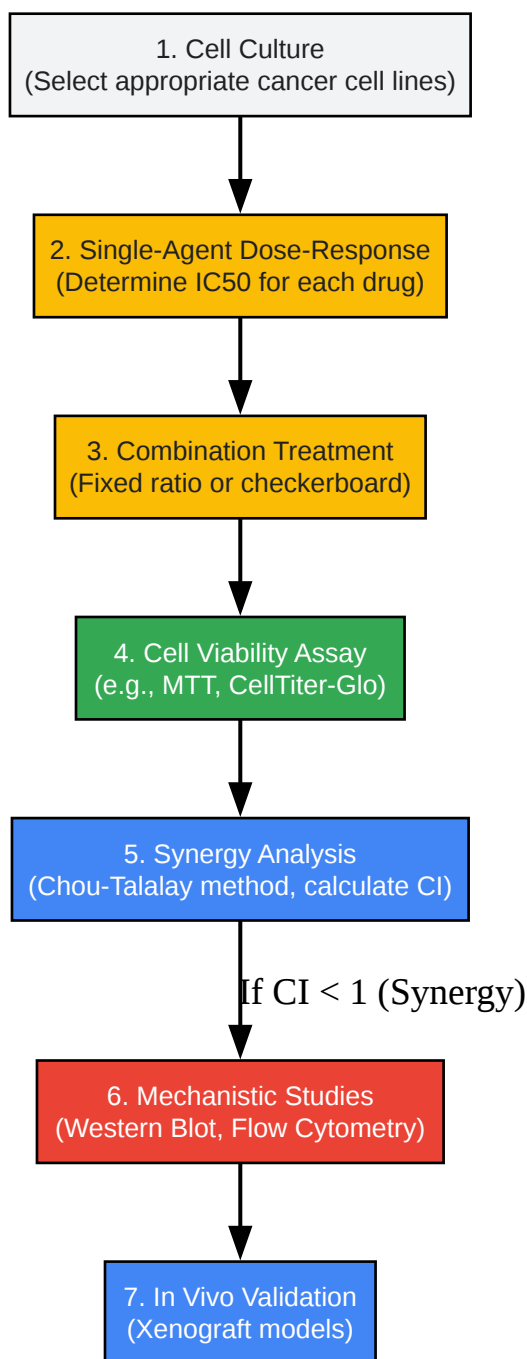 1. Cell Culture
(Select appropriate cancer cell lines)
2. Single-Agent Dose-Response
(Determine IC50 for each drug)
3. Combination Treatment
(Fixed ratio or checkerboard)
4. Cell Viability Assay
(e.g., MTT, CellTiter-Glo)
5. Synergy Analysis
(Chou-Talalay method, calculate CI)
If CI < 1 (Synergy)
6. Mechanistic Studies
(Western Blot, Flow Cytometry)
7. In Vivo Validation
(Xenograft models)